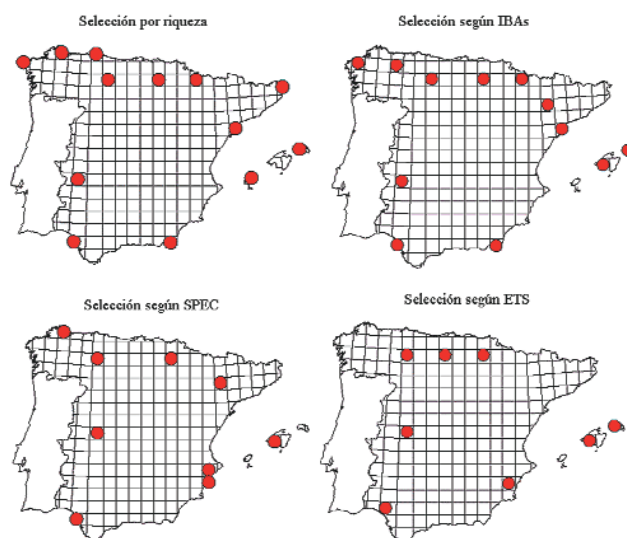 Selección por riqueza
Selección según IBAs
Selección según SPEC
Selección según ETS